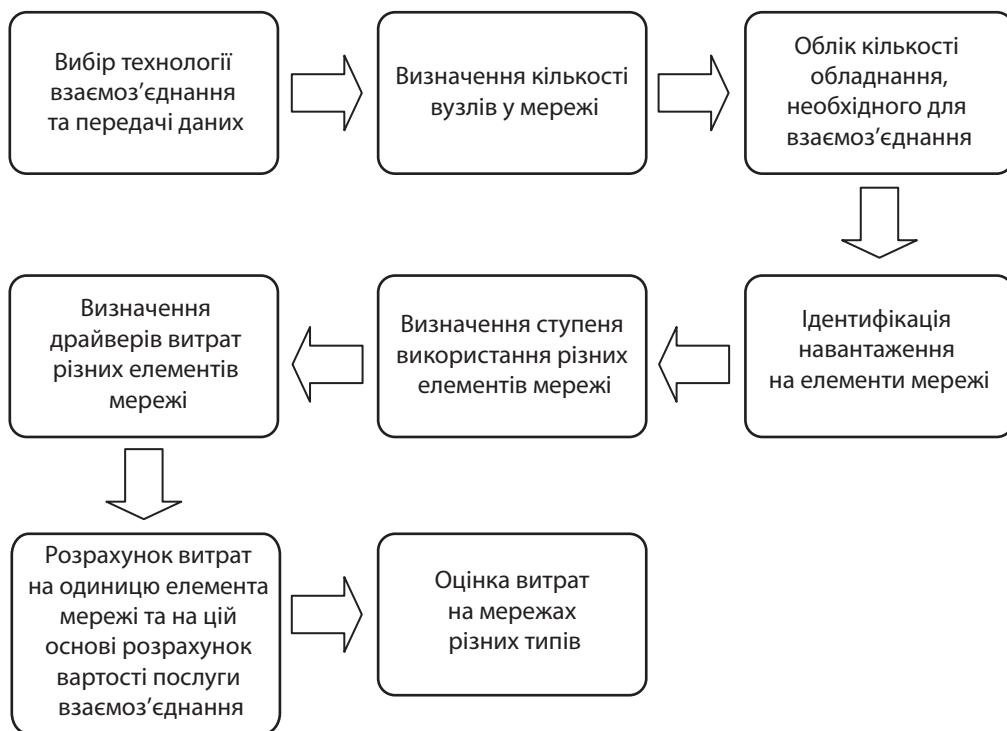 Вибір технології
взаємоз’єднання
та передачі даних
Визначення кількості
вузлів у мережі
Облік кількості
обладнання,
необхідного для
взаємоз’єднання
Ідентифікація
навантаження
на елементи мережі
Визначення ступеня
використання різних
елементів мережі
Визначення
драйверів витрат
різних елементів
мережі
Розрахунок витрат
на одиницю елемента
мережі та на цій
основі розрахунок
вартості послуги
взаємоз’єднання
Оцінка витрат
на мережах
різних типів